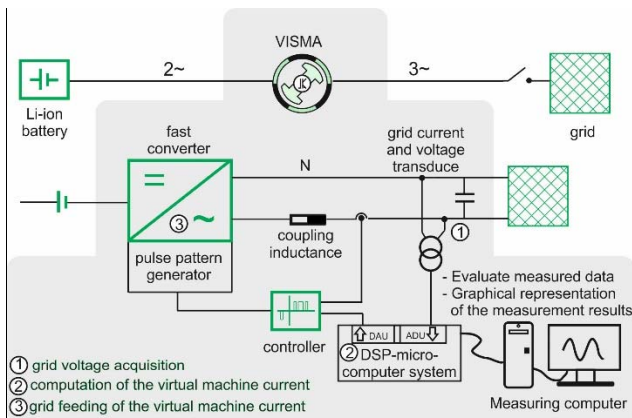 VISMA
2~
3~
Li-ion
battery
grid
fast
converter
N
grid current
and voltage
transduce
=
③ ~
①
coupling
inductance
pulse pattern
generator
- Evaluate measured data
- Graphical representation
of the measurement results
controller
DAU
ADU
② DSP-micro-
computer system
Measuring computer
① grid voltage acquisition
② computation of the virtual machine current
③ grid feeding of the virtual machine current